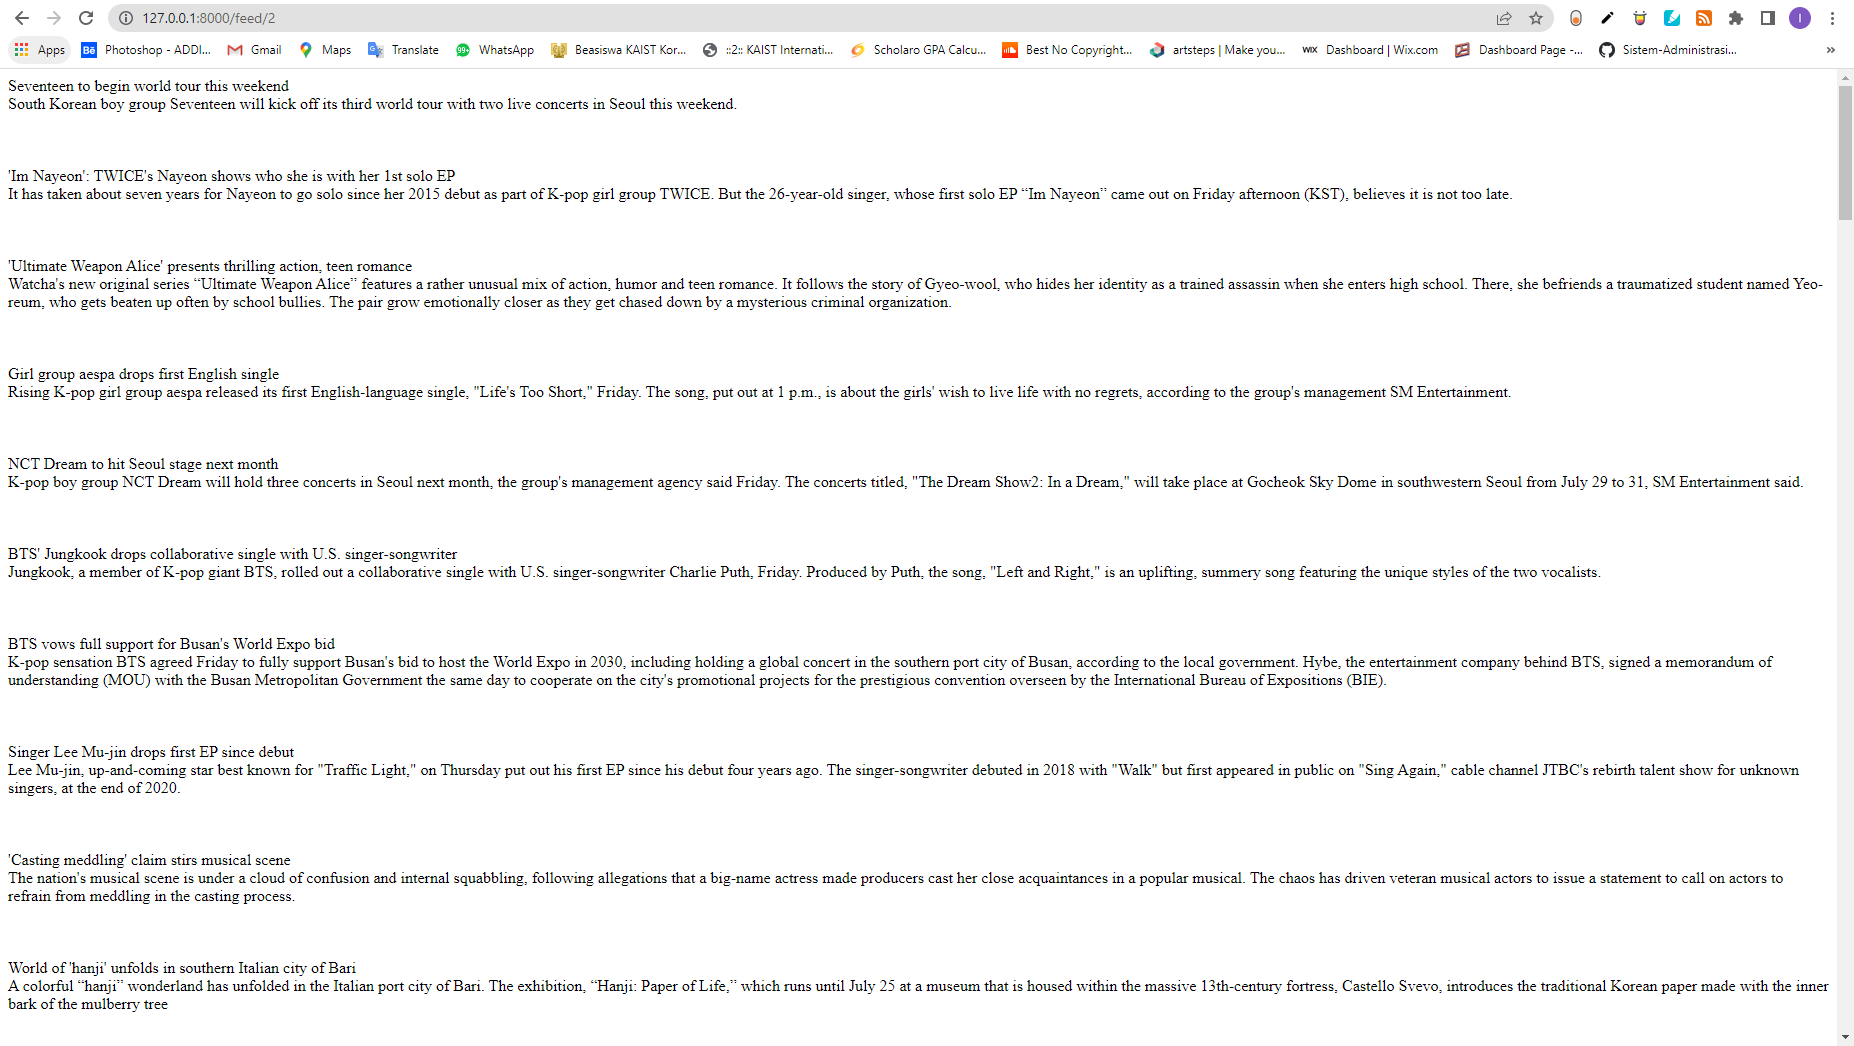 127.0.0.1:8000/feed/2
Apps Photoshop - ADDI... Gmail Maps Translate 99+ WhatsApp Beasiswa KAIST Kor... ::2:: KAIST Internati... Scholaro GPA Calcu... Best No Copyright... artsteps | Make you... WIX Dashboard | Wix.com Dashboard Page -... Sistem-Administrasi... »
Seventeen to begin world tour this weekend
South Korean boy group Seventeen will kick off its third world tour with two live concerts in Seoul this weekend.
'Im Nayeon': TWICE's Nayeon shows who she is with her 1st solo EP
It has taken about seven years for Nayeon to go solo since her 2015 debut as part of K-pop girl group TWICE. But the 26-year-old singer, whose first solo EP “Im Nayeon” came out on Friday afternoon (KST), believes it is not too late.
'Ultimate Weapon Alice' presents thrilling action, teen romance
Watcha's new original series “Ultimate Weapon Alice” features a rather unusual mix of action, humor and teen romance. It follows the story of Gyeo-wool, who hides her identity as a trained assassin when she enters high school. There, she befriends a traumatized student named Yeo-
reum, who gets beaten up often by school bullies. The pair grow emotionally closer as they get chased down by a mysterious criminal organization.
Girl group aespa drops first English single
Rising K-pop girl group aespa released its first English-language single, "Life's Too Short," Friday. The song, put out at 1 p.m., is about the girls' wish to live life with no regrets, according to the group's management SM Entertainment.
NCT Dream to hit Seoul stage next month
K-pop boy group NCT Dream will hold three concerts in Seoul next month, the group's management agency said Friday. The concerts titled, "The Dream Show2: In a Dream," will take place at Gocheok Sky Dome in southwestern Seoul from July 29 to 31, SM Entertainment said.
BTS' Jungkook drops collaborative single with U.S. singer-songwriter
Jungkook, a member of K-pop giant BTS, rolled out a collaborative single with U.S. singer-songwriter Charlie Puth, Friday. Produced by Puth, the song, "Left and Right," is an uplifting, summery song featuring the unique styles of the two vocalists.
BTS vows full support for Busan's World Expo bid
K-pop sensation BTS agreed Friday to fully support Busan's bid to host the World Expo in 2030, including holding a global concert in the southern port city of Busan, according to the local government. Hybe, the entertainment company behind BTS, signed a memorandum of
understanding (MOU) with the Busan Metropolitan Government the same day to cooperate on the city's promotional projects for the prestigious convention overseen by the International Bureau of Expositions (BIE).
Singer Lee Mu-jin drops first EP since debut
Lee Mu-jin, up-and-coming star best known for "Traffic Light," on Thursday put out his first EP since his debut four years ago. The singer-songwriter debuted in 2018 with "Walk" but first appeared in public on "Sing Again," cable channel JTBC's rebirth talent show for unknown
singers, at the end of 2020.
'Casting meddling' claim stirs musical scene
The nation's musical scene is under a cloud of confusion and internal squabbling, following allegations that a big-name actress made producers cast her close acquaintances in a popular musical. The chaos has driven veteran musical actors to issue a statement to call on actors to
refrain from meddling in the casting process.
World of 'hanji' unfolds in southern Italian city of Bari
A colorful “hanji” wonderland has unfolded in the Italian port city of Bari. The exhibition, “Hanji: Paper of Life,” which runs until July 25 at a museum that is housed within the massive 13th-century fortress, Castello Svevo, introduces the traditional Korean paper made with the inner
bark of the mulberry tree